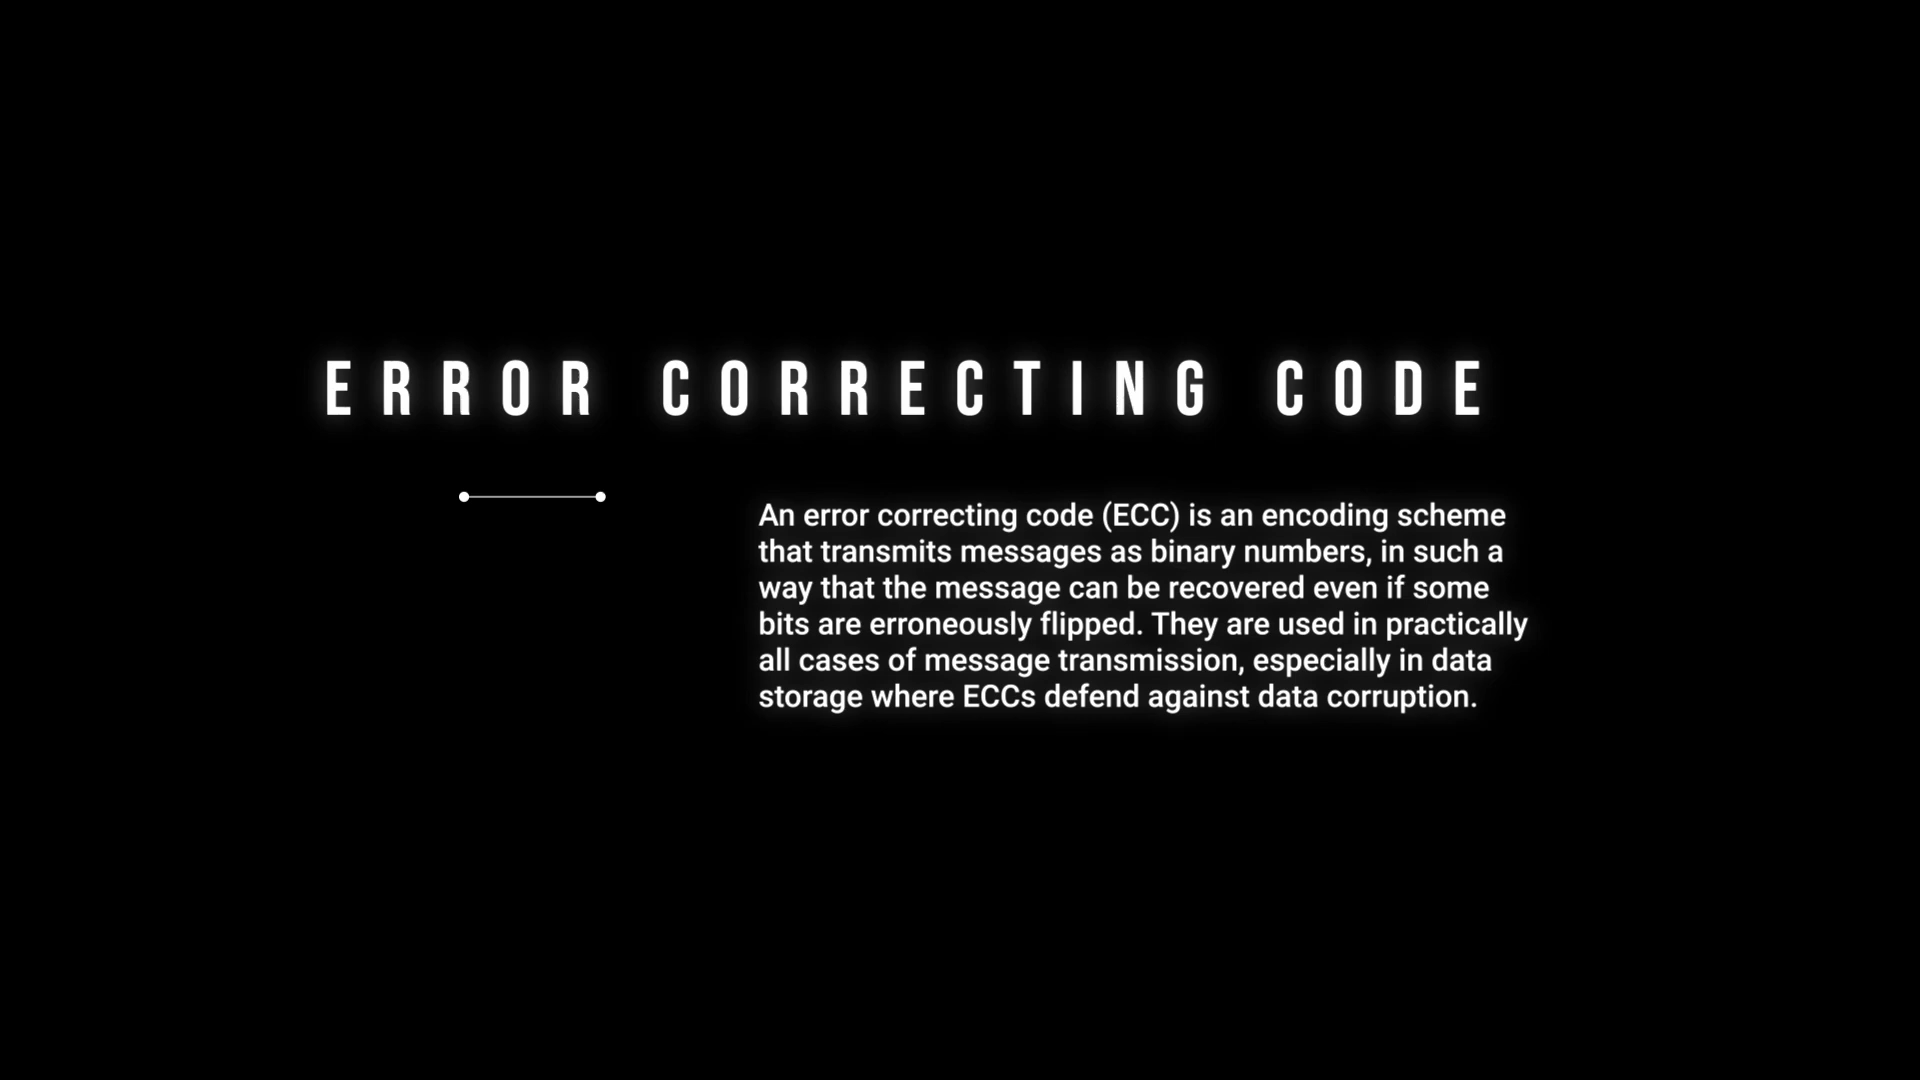 ERROR CORRECTING CODE
An error correcting code (ECC) is an encoding scheme
that transmits messages as binary numbers, in such a
way that the message can be recovered even if some
bits are erroneously flipped. They are used in practically
all cases of message transmission, especially in data
storage where ECCs defend against data corruption.